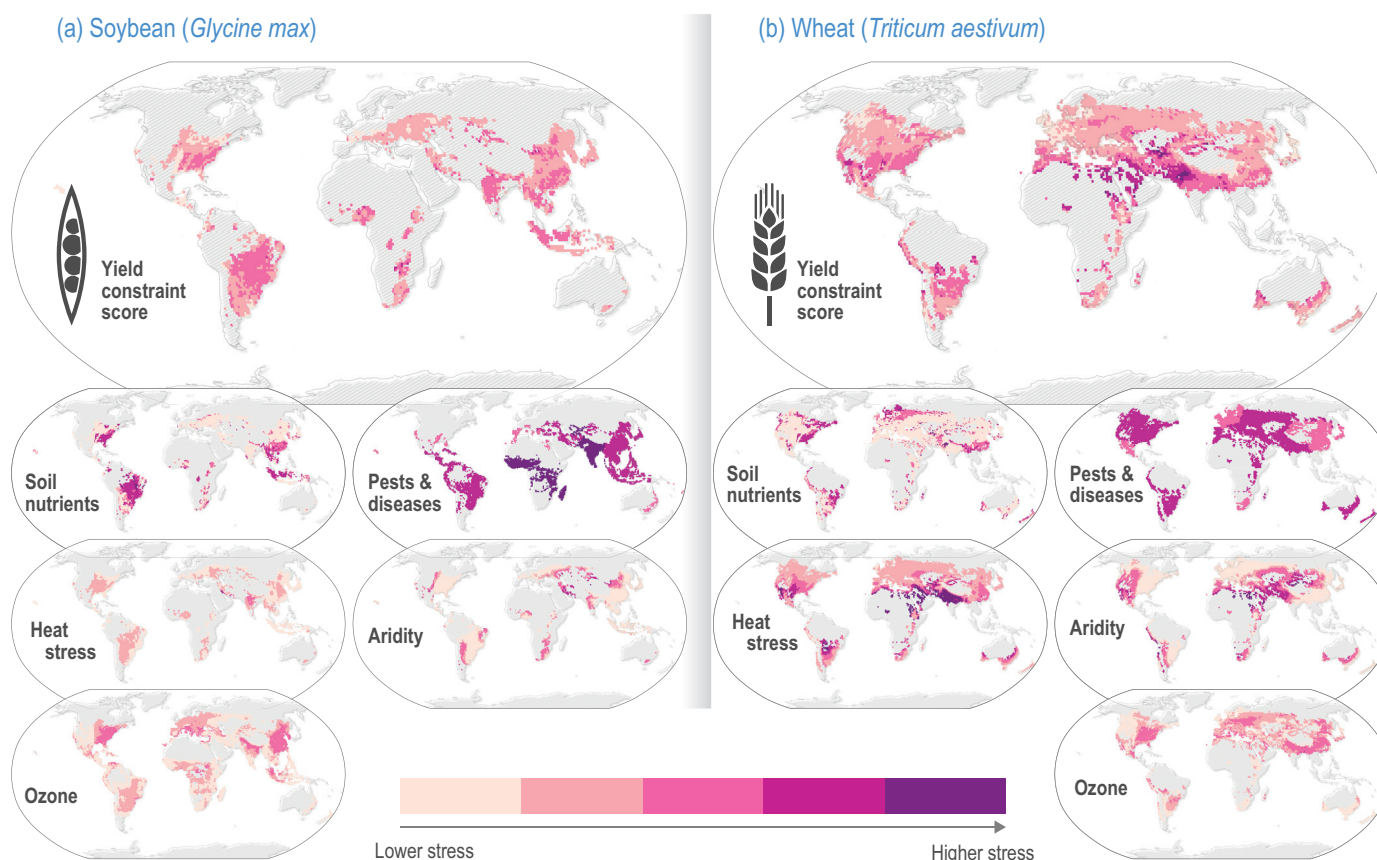 (a) Soybean (Glycine max)
Yield
constraint
score
Soil
nutrients
Pests &
diseases
Heat
stress
Aridity
Ozone
(b) Wheat (Triticum aestivum)
Yield
constraint
score
Soil
nutrients
Pests &
diseases
Heat
stress
Aridity
Ozone
Lower stress
Higher stress